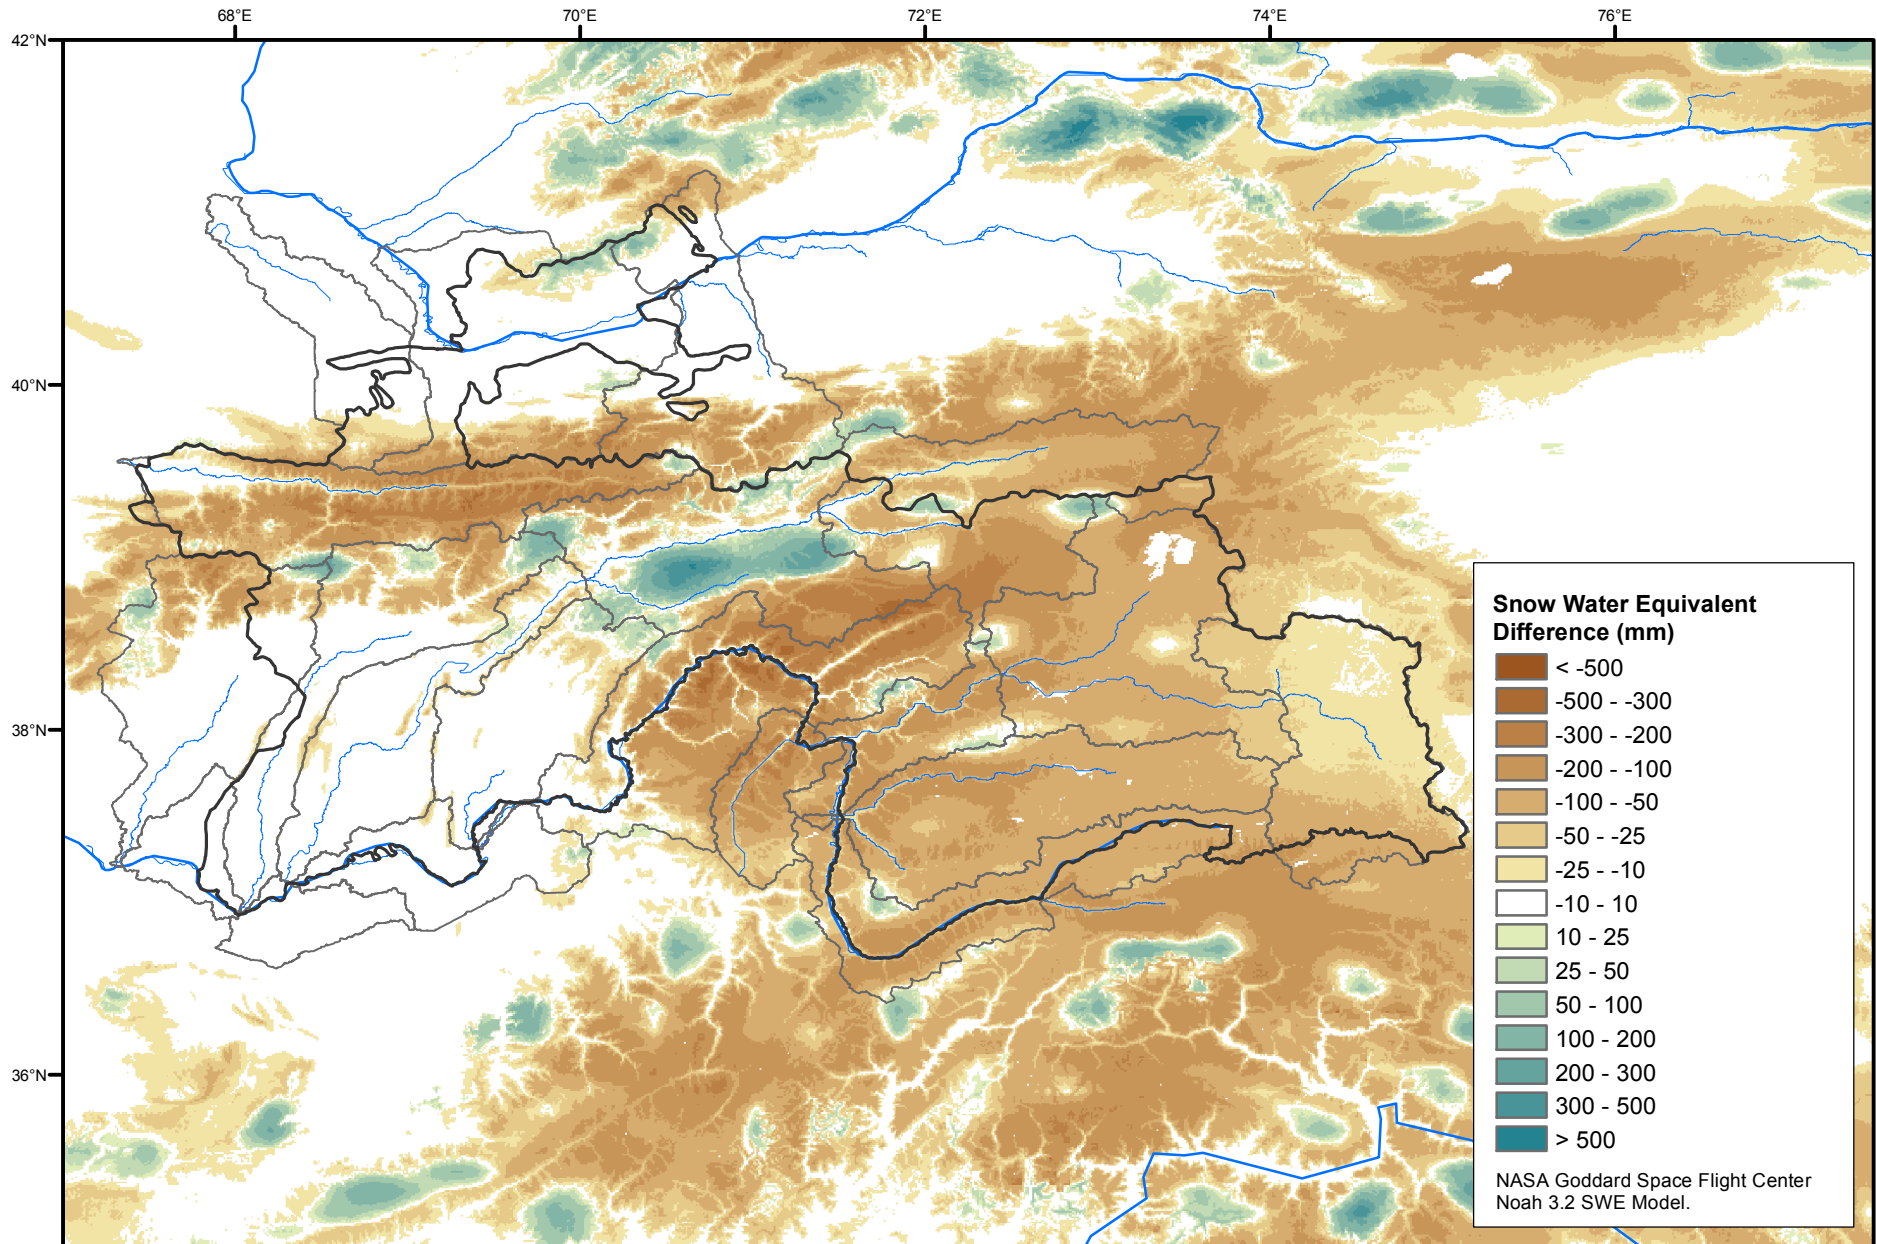 68°E 70°E 72°E 74°E 76°E
42°N
40°N
38°N
36°N
Snow Water Equivalent
Difference (mm)
< -500
-500 - -300
-300 - -200
-200 - -100
-100 - -50
-50 - -25
-25 - -10
-10 - 10
10 - 25
25 - 50
50 - 100
100 - 200
200 - 300
300 - 500
> 500
NASA Goddard Space Flight Center
Noah 3.2 SWE Model.